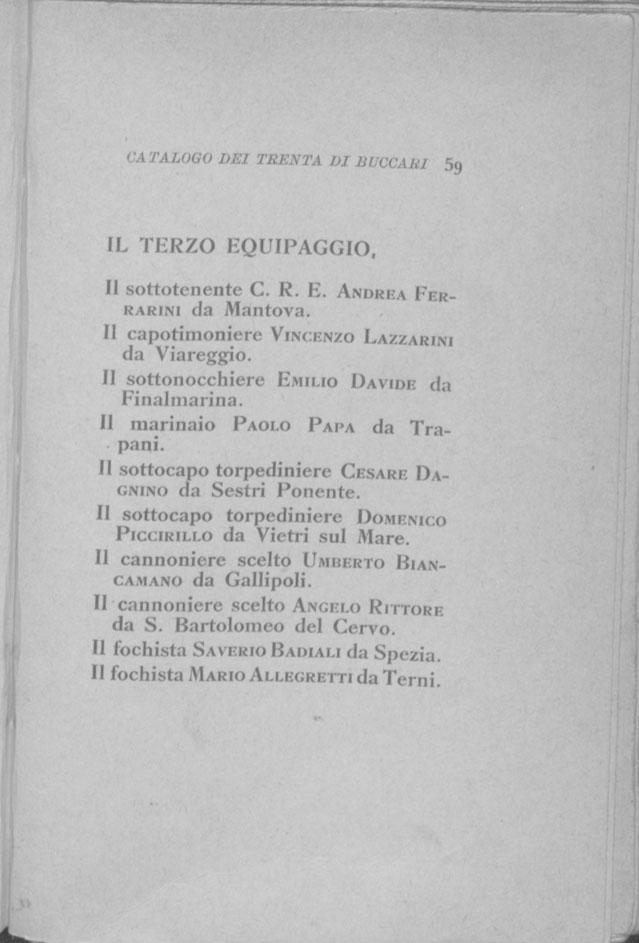 CATALOGO DEI TRENTA DI BUCCARI 59
IL TERZO EQUIPAGGIO,
Il sottotenente C. R. E. ANDREA FER-
RARINI da Mantova.
Il capotimoniere VINCENZO LAZZARINI
da Viareggio.
Il sottonocchiere EMILIO DAVIDE da
Finalmarina.
Il marinaio PAOLO PAPA da Tra-
pani.
Il sottocapo torpediniere CESARE DA-
GNINO da Sestri Ponente.
Il sottocapo torpediniere DOMENICO
PICCIRILLO da Vietri sul Mare.
Il cannoniere scelto UMBERTO BIAN-
CAMANO da Gallipoli.
Il cannoniere scelto ANGELO RITTORE
da S. Bartolomeo del Cervo.
Il fochista SAVERIO BADIALI da Spezia.
Il fochista MARIO ALLEGRETTI da Terni.